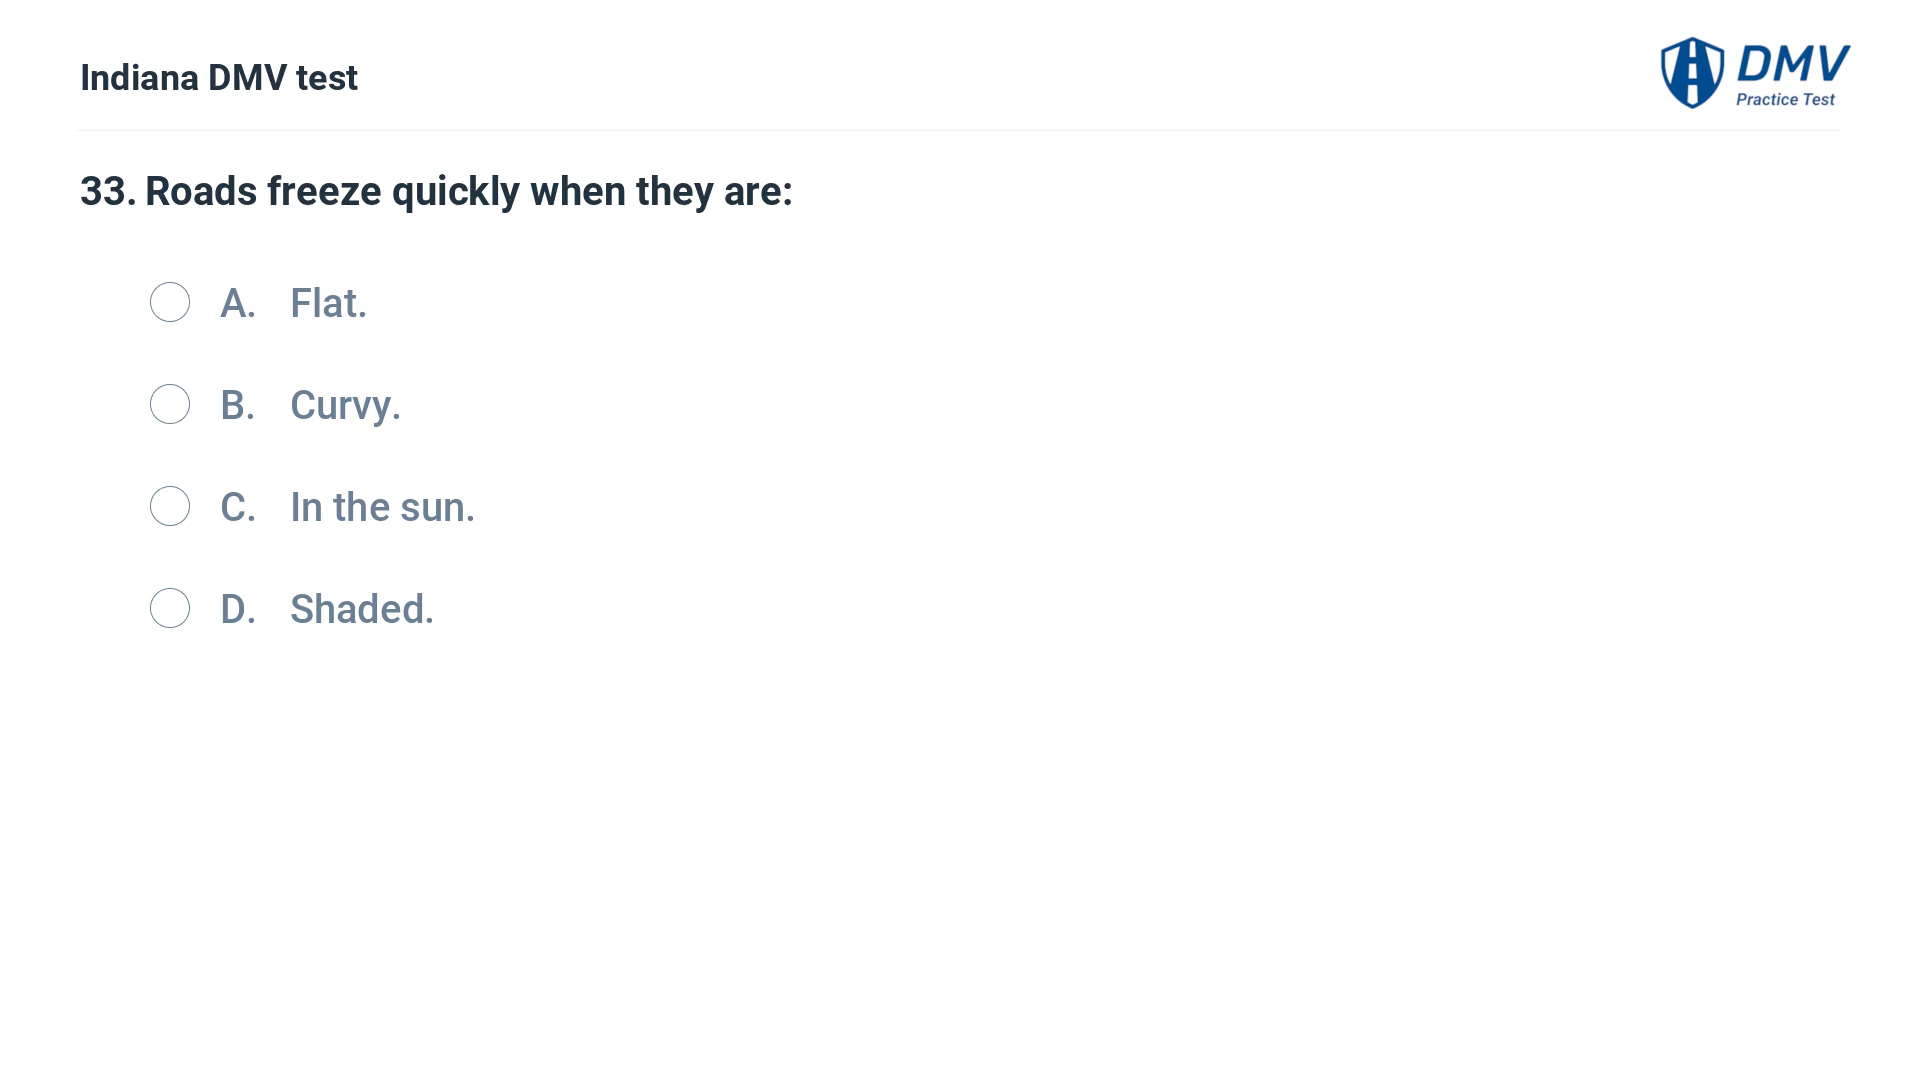 Indiana DMV test
DMV
Practice Test
33. Roads freeze quickly when they are:
A. Flat.
B. Curvy.
C. In the sun.
D. Shaded.